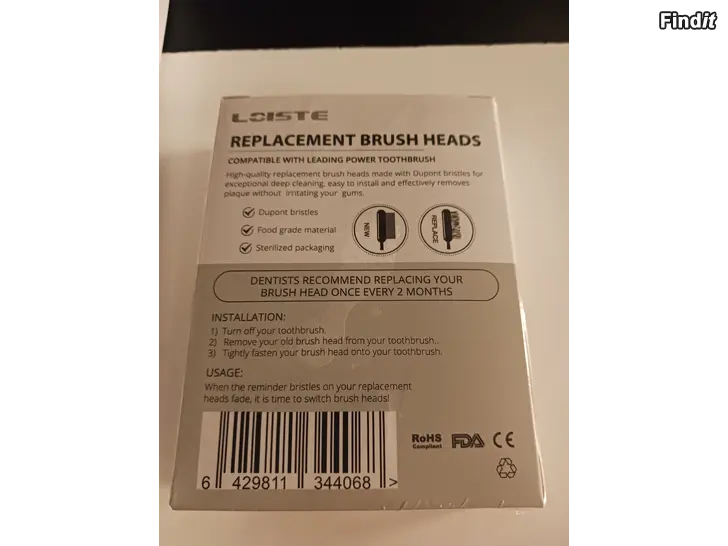 Findit
LOISTE
REPLACEMENT BRUSH HEADS
COMPATIBLE WITH LEADING POWER TOOTHBRUSH
High-quality replacement brush heads made with Dupont bristles for
exceptional deep cleaning, easy to install and effectively removes
plaque without irritating your gums.
Dupont bristles
Food grade material
Sterilized packaging
NEW
REPLACE
DENTISTS RECOMMEND REPLACING YOUR
BRUSH HEAD ONCE EVERY 2 MONTHS
INSTALLATION:
1) Turn off your toothbrush.
2) Remove your old brush head from your toothbrush..
3) Tightly fasten your brush head onto your toothbrush.
USAGE:
When the reminder bristles on your replacement
heads fade, it is time to switch brush heads!
RoHS
Compliant
FDA
CE
6 429811 344068 >